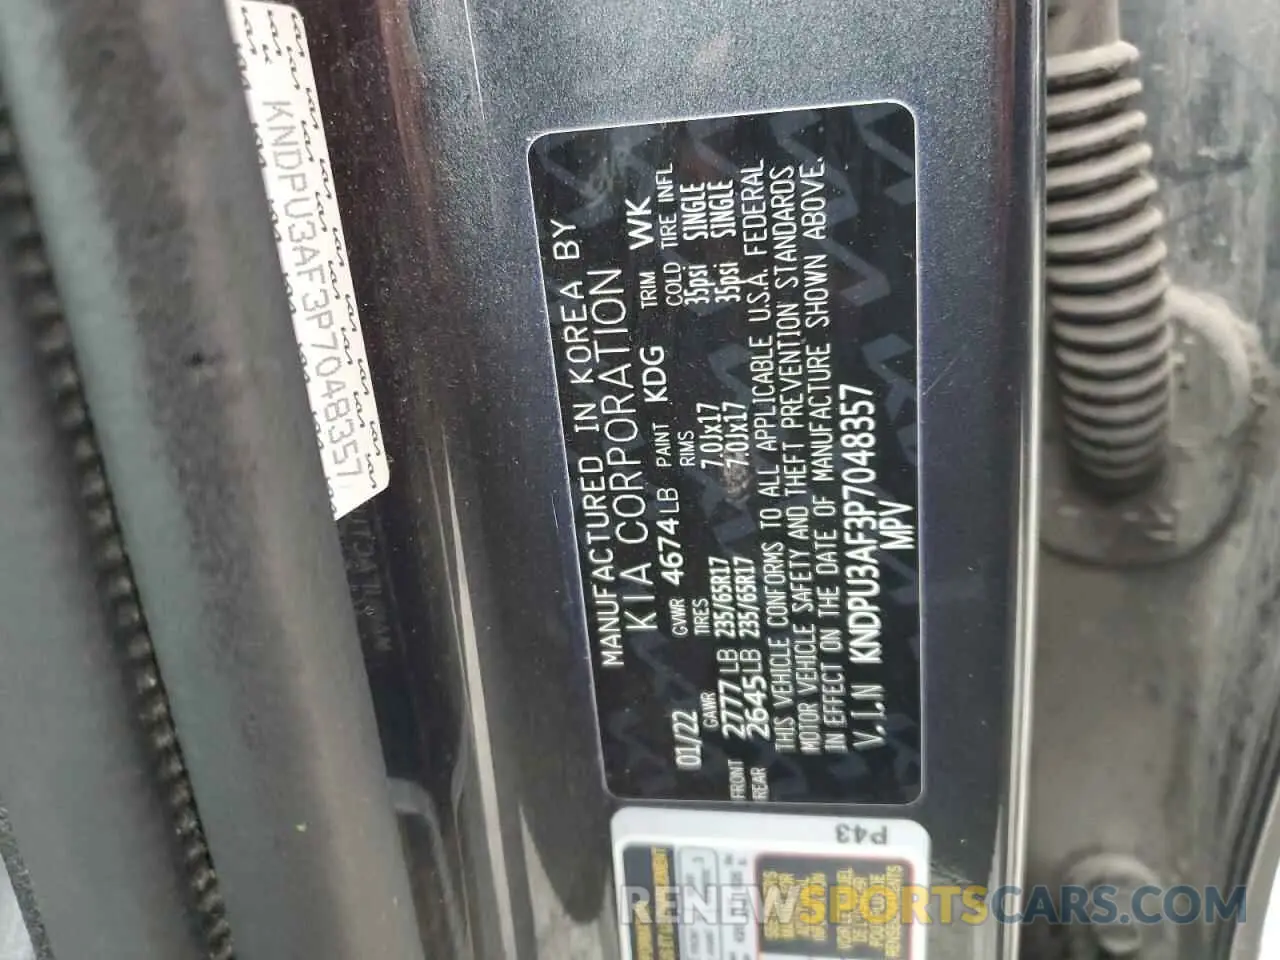 KNDPU3AF3P7048357
MANUFACTURED IN KOREA BY
KIA CORPORATION
01/22 GVWR 4674LB PAINT KDG TRIM WK
GAWR TIRES RIMS COLD TIRE INFL
FRONT 2777LB 235/65R17 7.0Jx17 35psi SINGLE
REAR 2645LB 235/65R17 7.0Jx17 35psi SINGLE
THIS VEHICLE CONFORMS TO ALL APPLICABLE U.S.A. FEDERAL
MOTOR VEHICLE SAFETY AND THEFT PREVENTION STANDARDS
IN EFFECT ON THE DATE OF MANUFACTURE SHOWN ABOVE.
V.I.N KNDPU3AF3P7048357
MPV
P43
RENEWSPORTSCARS.COM